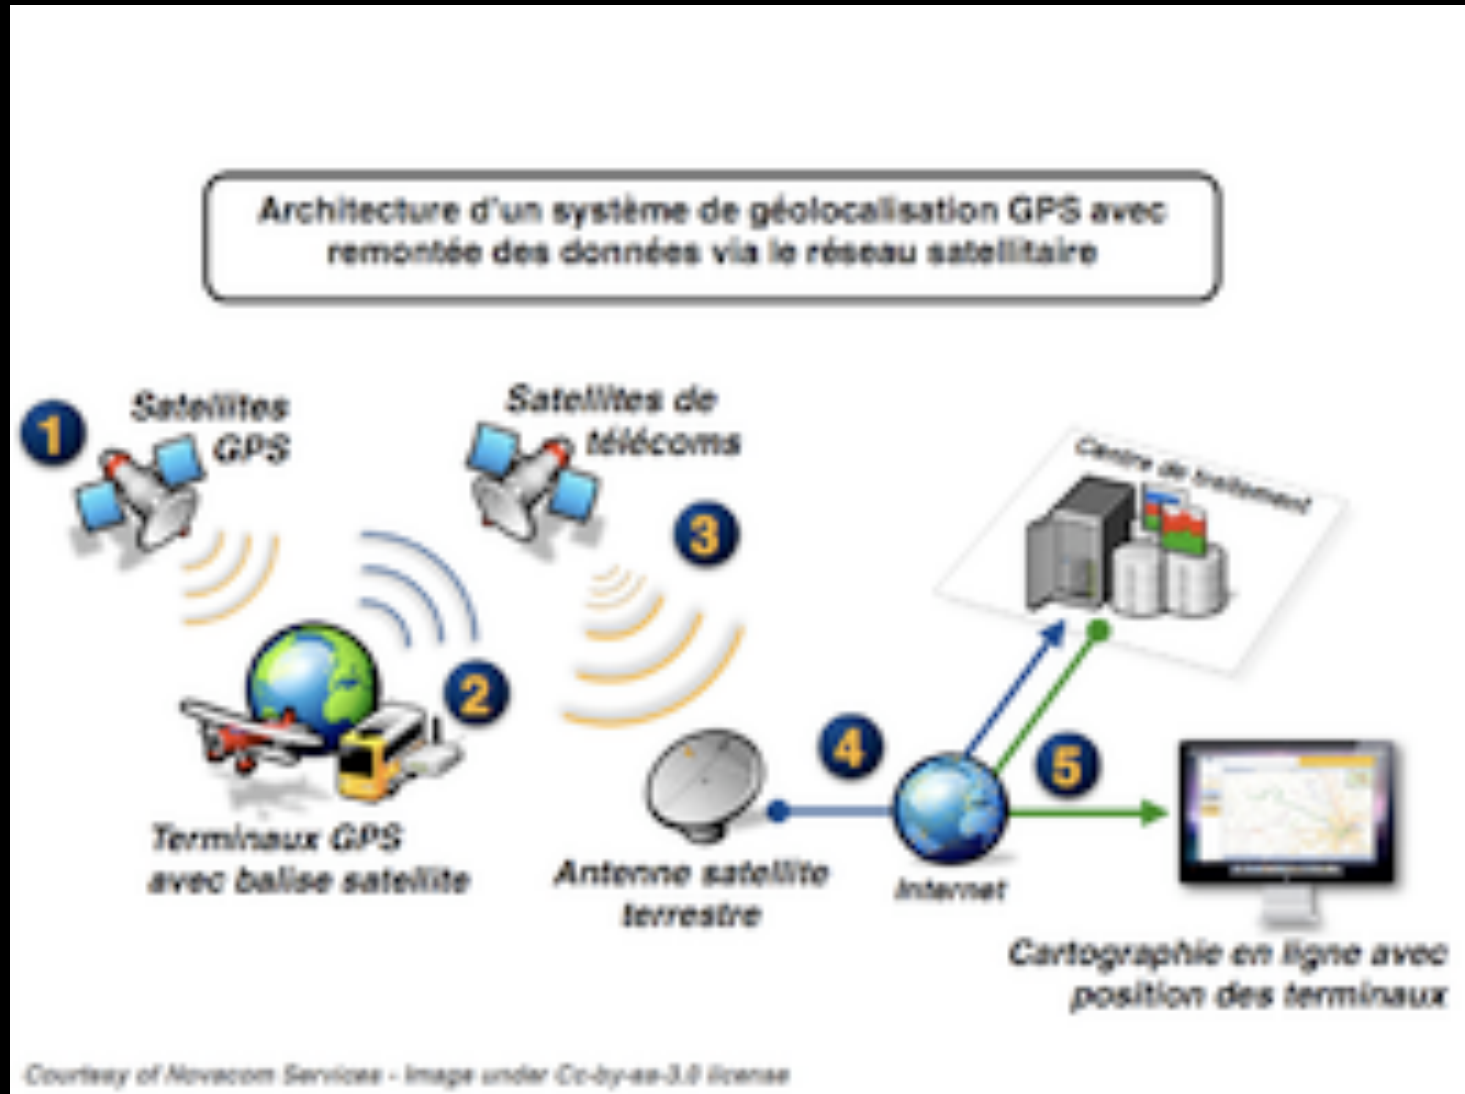 Architecture d'un système de géolocalisation GPS avec
remontée des données via le réseau satellitaire
1
Satellites
GPS
Satellites de
télécoms
3
Centre de traitement
2
4
5
Terminaux GPS
avec balise satellite
Antenne satellite
terrestre
Internet
Cartographie en ligne avec
position des terminaux
Courtesy of Novacom Services - Image under Cc-by-sa-3.0 license